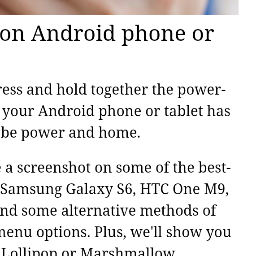 on Android phone or
ress and hold together the power-
your Android phone or tablet has
be power and home.
a screenshot on some of the best-
Samsung Galaxy S6, HTC One M9,
nd some alternative methods of
menu options. Plus, we'll show you
Lollipop or Marshmallow